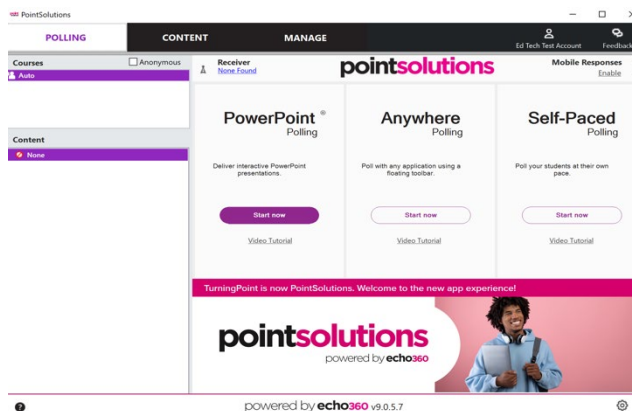 PointSolutions
POLLING
CONTENT
MANAGE
Ed Tech Test Account
Feedback
Courses
Anonymous
Auto
Receiver
None Found
pointsolutions
Mobile Responses
Enable
PowerPoint ®
Polling
Deliver interactive PowerPoint
presentations.
Start now
Video Tutorial
Anywhere
Polling
Poll with any application using a
floating toolbar.
Start now
Video Tutorial
Self-Paced
Polling
Poll your students at their own
pace.
Start now
Video Tutorial
Content
None
TurningPoint is now PointSolutions. Welcome to the new app experience!
pointsolutions
powered by echo360
powered by echo360 v9.0.5.7